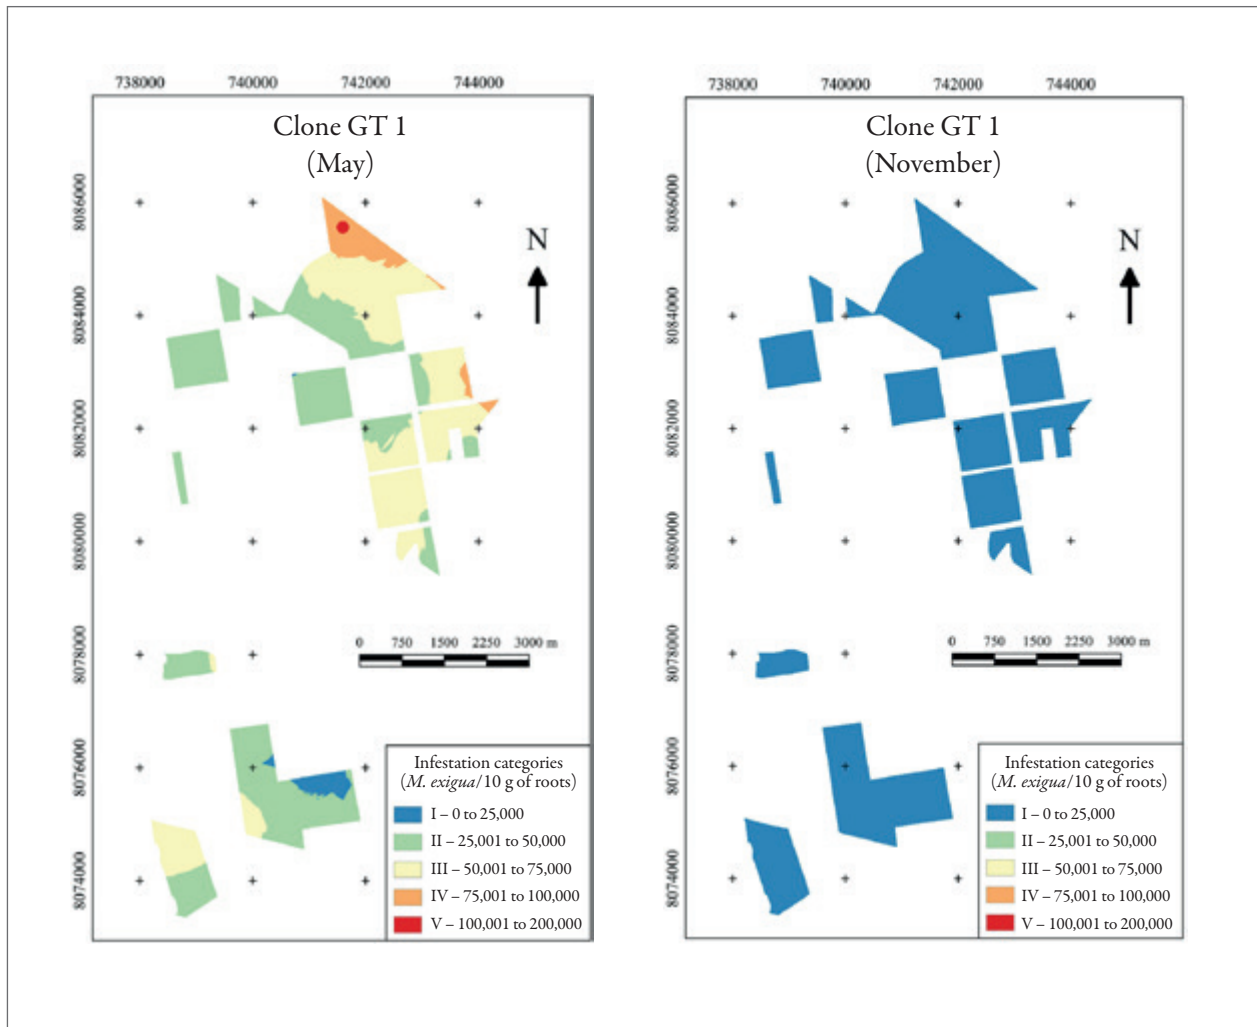 738000 740000 742000 744000
Clone GT 1
(May)
8086000
8084000
8082000
8080000
8078000
8076000
8074000
N
0 750 1500 2250 3000 m
Infestation categories
(M. exigua/10 g of roots)
I – 0 to 25,000
II – 25,001 to 50,000
III – 50,001 to 75,000
IV – 75,001 to 100,000
V – 100,001 to 200,000
738000 740000 742000 744000
Clone GT 1
(November)
8086000
8084000
8082000
8080000
8078000
8076000
8074000
N
0 750 1500 2250 3000 m
Infestation categories
(M. exigua/10 g of roots)
I – 0 to 25,000
II – 25,001 to 50,000
III – 50,001 to 75,000
IV – 75,001 to 100,000
V – 100,001 to 200,000